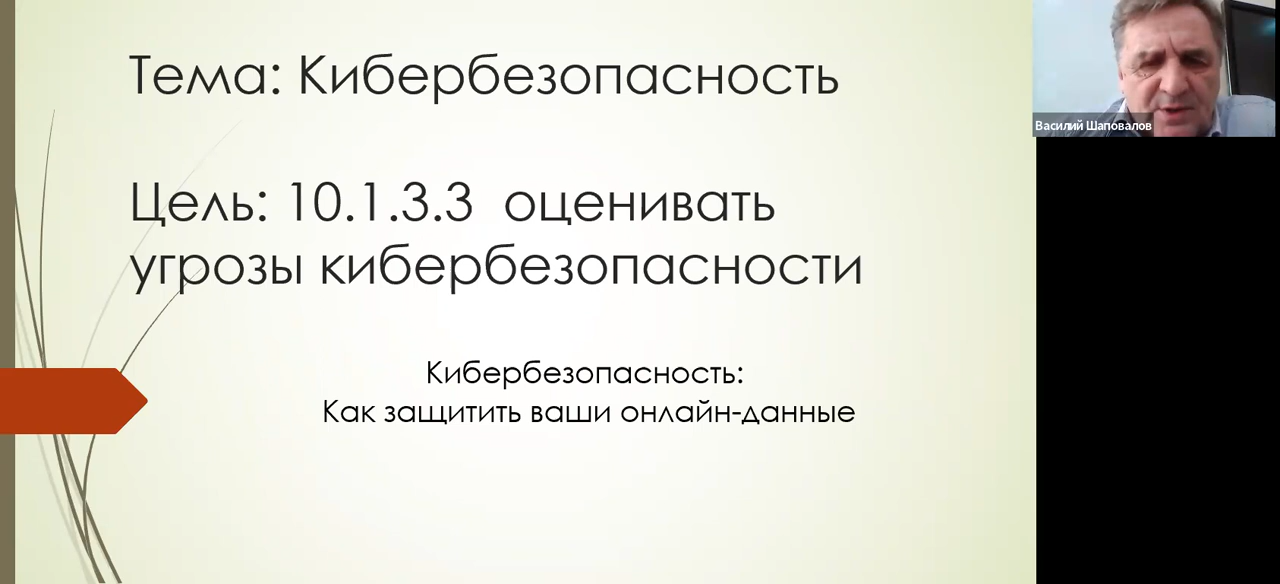 Тема: Кибербезопасность
Цель: 10.1.3.3 оценивать
угрозы кибербезопасности
Кибербезопасность:
Как защитить ваши онлайн-данные
Василий Шаповалов